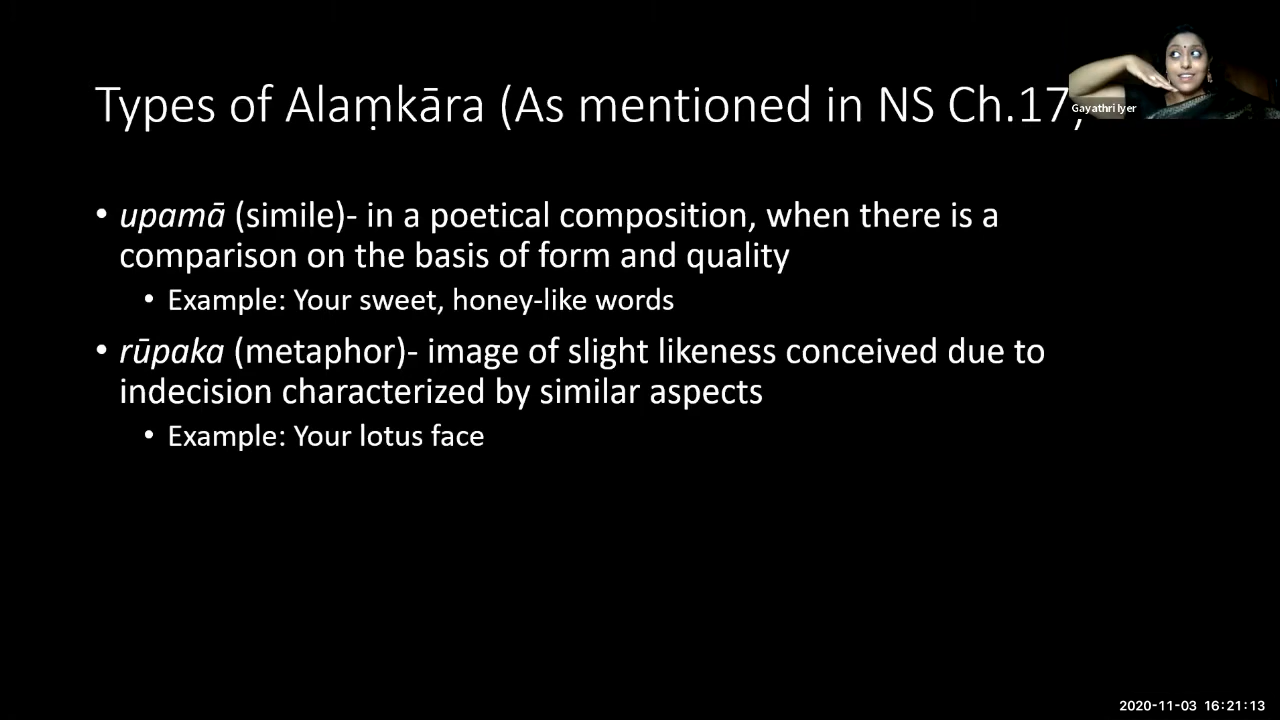 Types of Alaṃkāra (As mentioned in NS Ch.17)
Gayathri Iyer
• upamā (simile)- in a poetical composition, when there is a
comparison on the basis of form and quality
• Example: Your sweet, honey-like words
• rūpaka (metaphor)- image of slight likeness conceived due to
indecision characterized by similar aspects
• Example: Your lotus face
2020-11-03 16:21:13